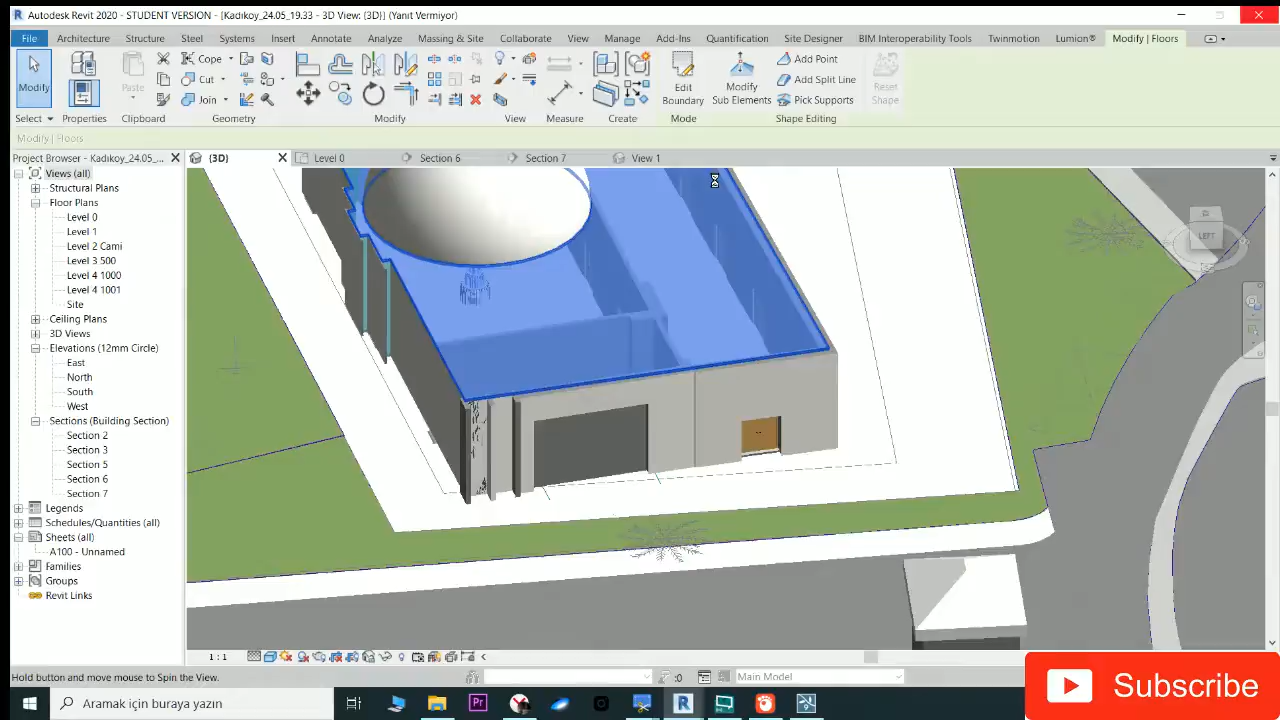 Autodesk Revit 2020 - STUDENT VERSION - [Kadıkoy_24.05_19.33 - 3D View: {3D}] (Yanıt Vermiyor)
File Architecture Structure Steel Systems Insert Annotate Analyze Massing & Site Collaborate View Manage Add-Ins Quantification Site Designer BIM Interoperability Tools Twinmotion Lumion® Modify | Floors
Cope
Add Point
Cut
Add Split Line
Join
Pick Supports
Modify
Paste
Edit Boundary
Modify Sub Elements
Reset Shape
Select Properties Clipboard Geometry Modify View Measure Create Mode Shape Editing
Modify | Floors
Project Browser - Kadıkoy_24.05_... {3D} Level 0 Section 6 Section 7 View 1
Views (all)
Structural Plans
Floor Plans
Level 0
Level 1
Level 2 Cami
Level 3 500
Level 4 1000
Level 4 1001
Site
Ceiling Plans
3D Views
Elevations (12mm Circle)
East
North
South
West
Sections (Building Section)
Section 2
Section 3
Section 5
Section 6
Section 7
Legends
Schedules/Quantities (all)
Sheets (all)
A100 - Unnamed
Families
Groups
Revit Links
LEFT
1 : 1
Hold button and move mouse to Spin the View.
:0
Main Model
Subscribe
Aramak için buraya yazın
Pr
R